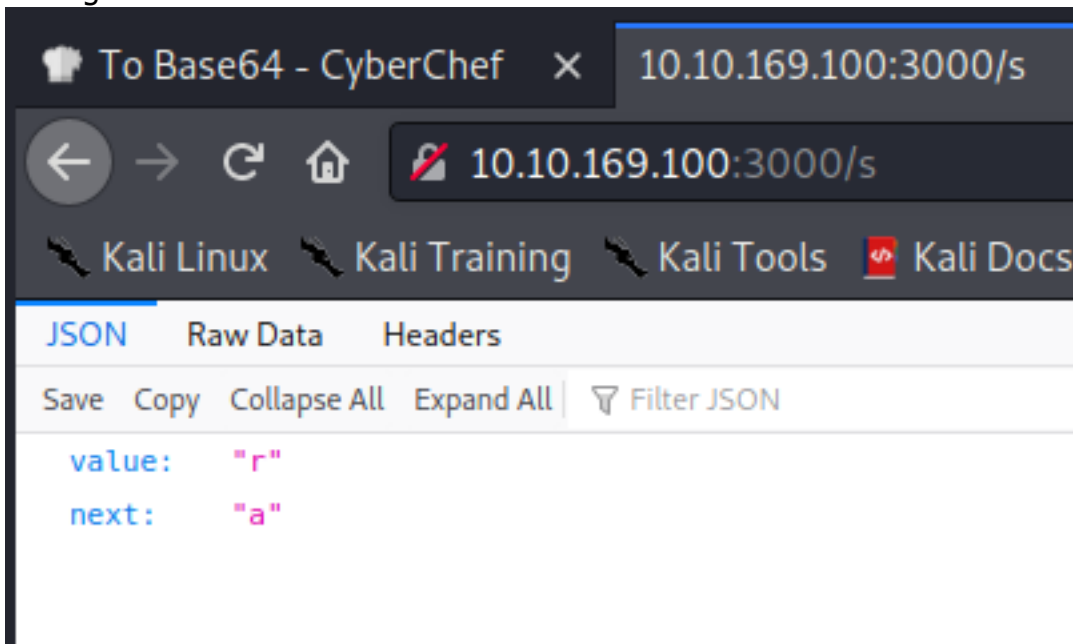 To Base64 - CyberChef × 10.10.169.100:3000/s
10.10.169.100:3000/s
Kali Linux Kali Training Kali Tools Kali Docs
JSON Raw Data Headers
Save Copy Collapse All Expand All Filter JSON
value: "r"
next: "a"